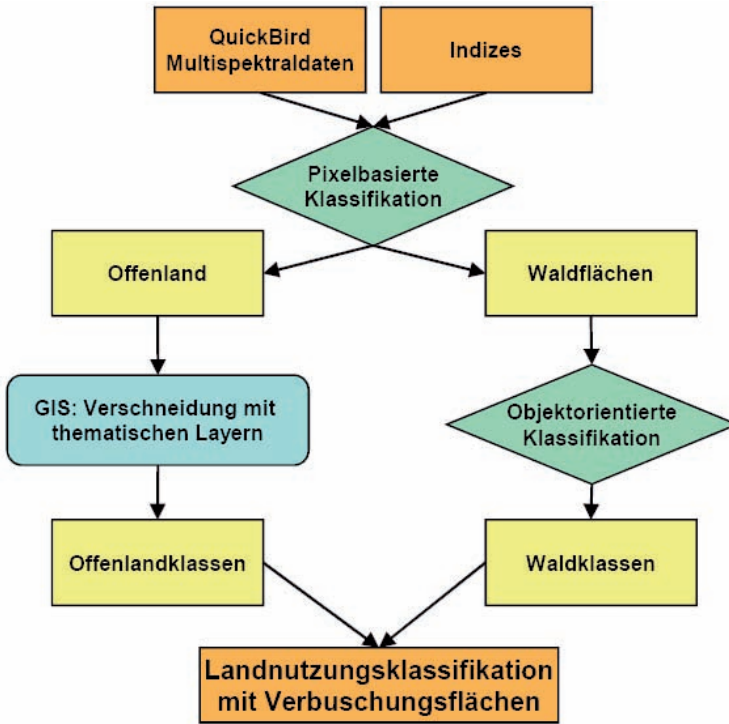 QuickBird
Multispektraldaten
Indizes
Pixelbasierte
Klassifikation
Offenland
Waldflächen
GIS: Verschneidung mit
thematischen Layern
Objektorientierte
Klassifikation
Offenlandklassen
Waldklassen
Landnutzungsklassifikation
mit Verbuschungsflächen